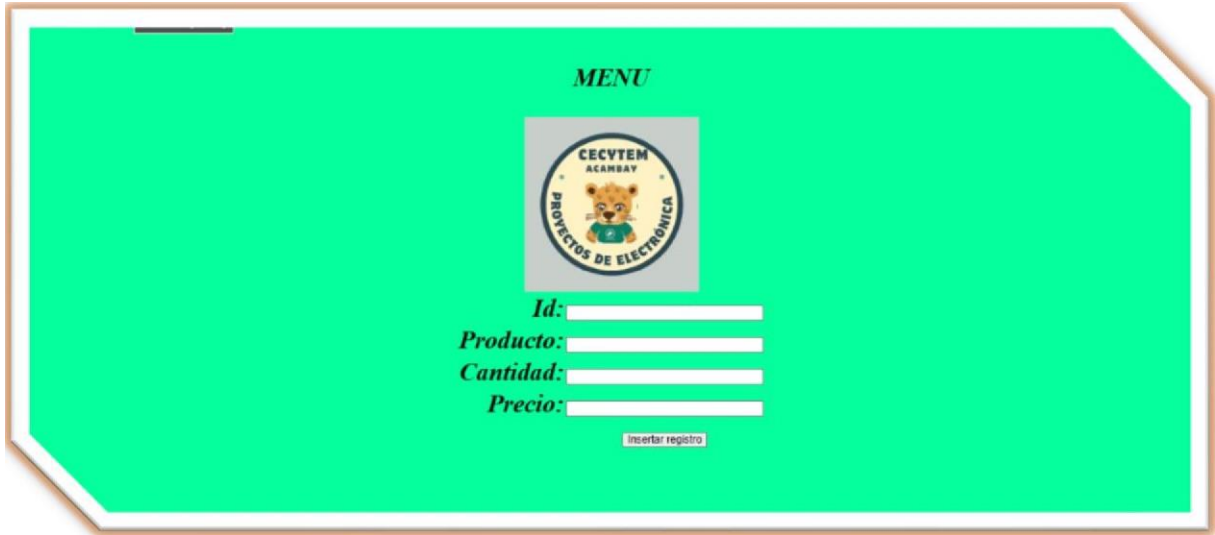 MENU
CECYTEM
ACAMBAY
PROYECTOS DE ELECTRÓNICA
Id:
Producto:
Cantidad:
Precio:
Insertar registro